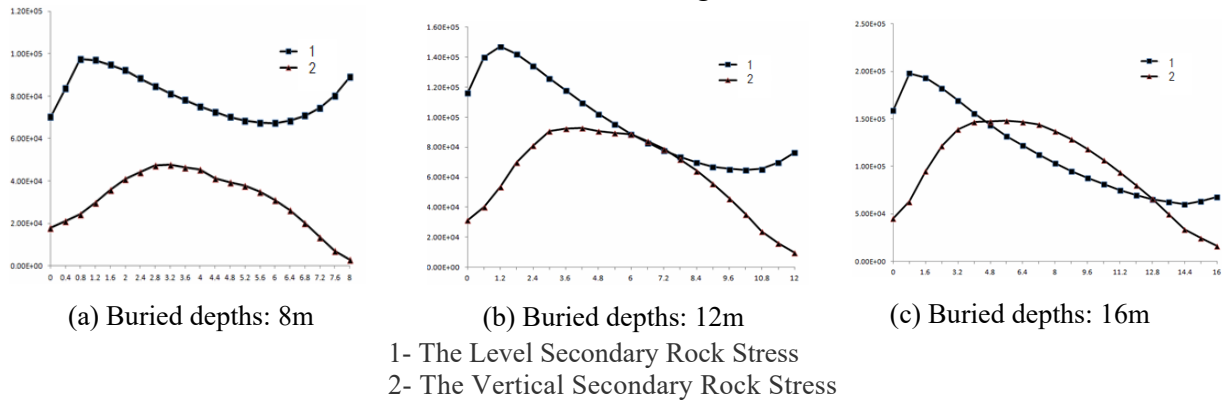 1.20E+05
1.00E+05
8.00E+04
6.00E+04
4.00E+04
2.00E+04
0.00E+00
0 0.4 0.8 1.2 1.6 2 2.4 2.8 3.2 3.6 4 4.4 4.8 5.2 5.6 6 6.4 6.8 7.2 7.6 8
1
2
1.60E+05
1.40E+05
1.20E+05
1.00E+05
8.00E+04
6.00E+04
4.00E+04
2.00E+04
0.00E+00
0 1.2 2.4 3.6 4.8 6 7.2 8.4 9.6 10.8 12
1
2
2.50E+05
2.00E+05
1.50E+05
1.00E+05
5.00E+04
0.00E+00
0 1.6 3.2 4.8 6.4 8 9.6 11.2 12.8 14.4 16
1
2
(a) Buried depths: 8m
(b) Buried depths: 12m
(c) Buried depths: 16m
1- The Level Secondary Rock Stress
2- The Vertical Secondary Rock Stress